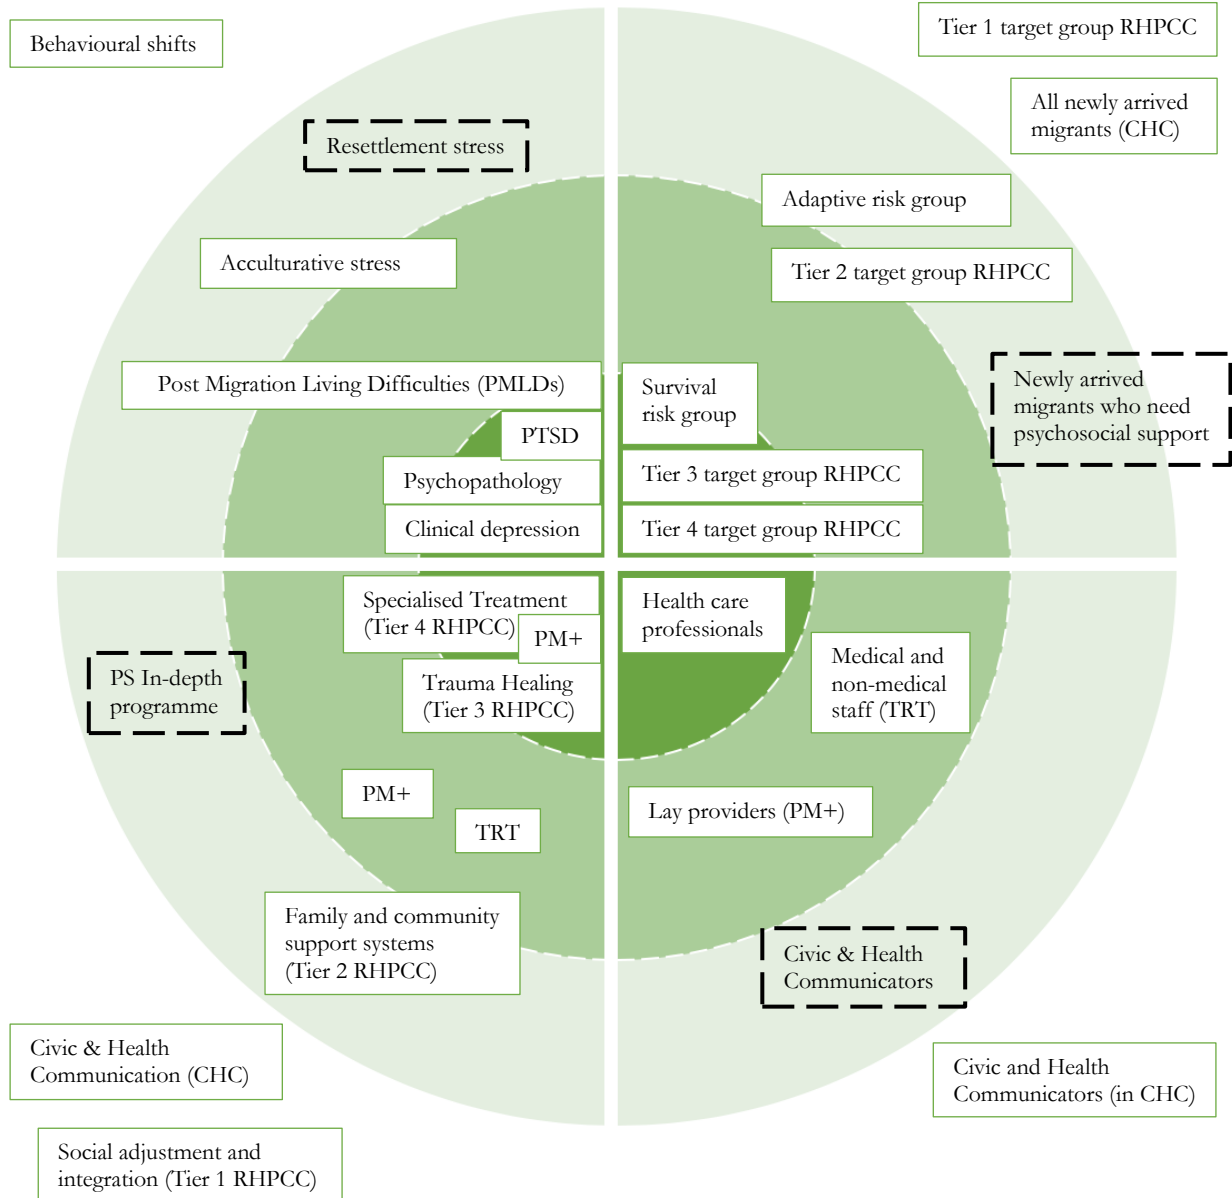 Behavioural shifts
Resettlement stress
Acculturative stress
Post Migration Living Difficulties (PMLDs)
PTSD
Psychopathology
Clinical depression
Tier 1 target group RHPCC
All newly arrived
migrants (CHC)
Adaptive risk group
Tier 2 target group RHPCC
Newly arrived
migrants who need
psychosocial support
Survival
risk group
Tier 3 target group RHPCC
Tier 4 target group RHPCC
Specialised Treatment
(Tier 4 RHPCC)
PM+
Trauma Healing
(Tier 3 RHPCC)
PS In-depth
programme
PM+
TRT
Family and community
support systems
(Tier 2 RHPCC)
Civic & Health
Communication (CHC)
Social adjustment and
integration (Tier 1 RHPCC)
Health care
professionals
Medical and
non-medical
staff (TRT)
Lay providers (PM+)
Civic & Health
Communicators
Civic and Health
Communicators (in CHC)